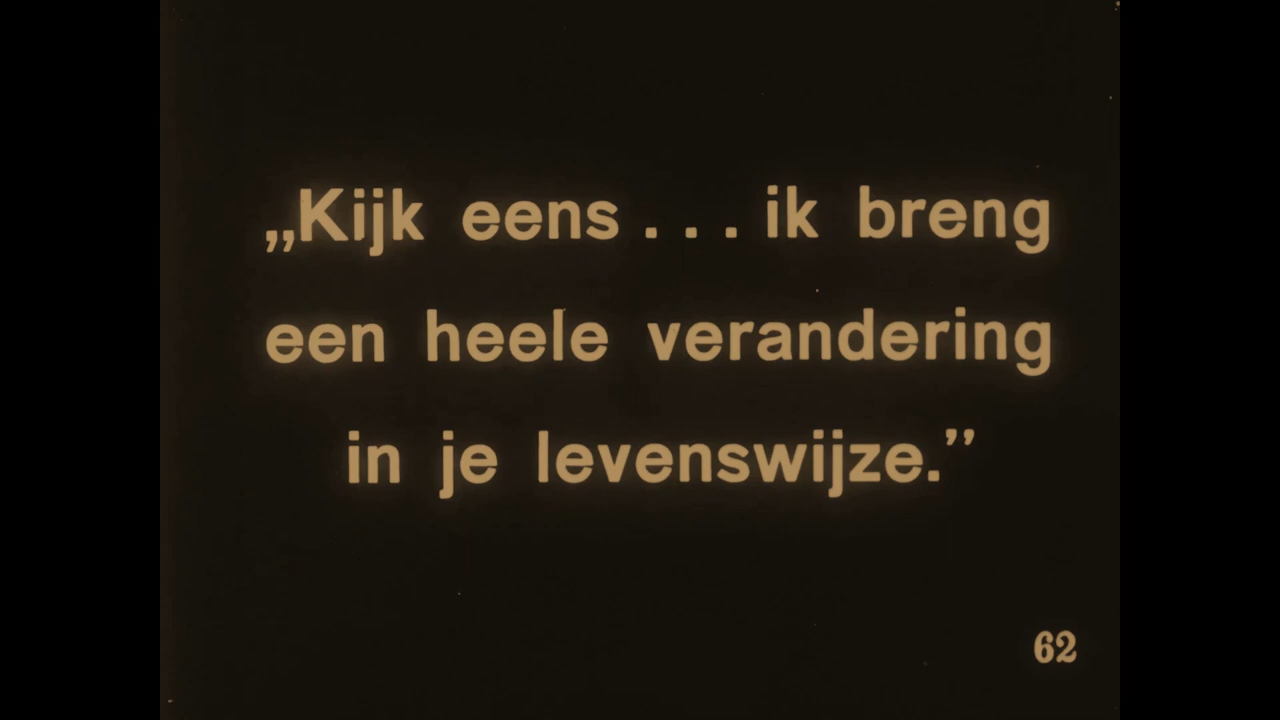 „Kijk eens . . . ik breng
een heele verandering
in je levenswijze.”
62